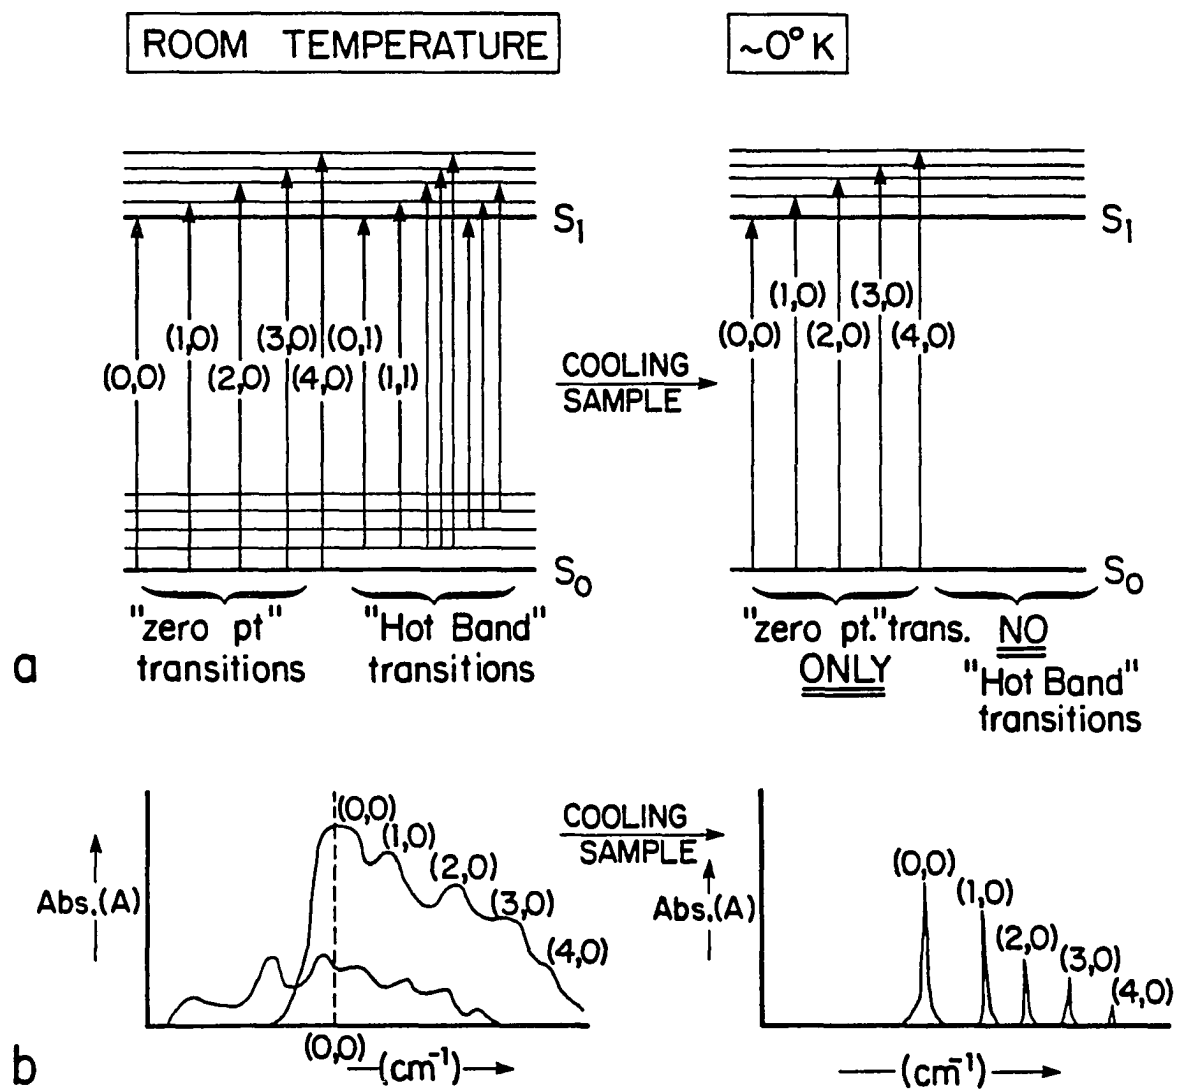 ROOM TEMPERATURE
~0° K
S1
S1
(1,0)
(3,0)
(0,1)
(0,0)
(2,0)
(4,0)
(1,1)
(1,0)
(3,0)
(0,0)
(2,0)
(4,0)
COOLING
SAMPLE
S0
S0
"zero pt"
transitions
"Hot Band"
transitions
"zero pt." trans.
ONLY
NO
"Hot Band"
transitions
a
(0,0)
(1,0)
(2,0)
(3,0)
(4,0)
Abs.(A)
(0,0)
(cm⁻¹)
COOLING
SAMPLE
(0,0)
(1,0)
(2,0)
(3,0)
(4,0)
Abs.(A)
(cm⁻¹)
b